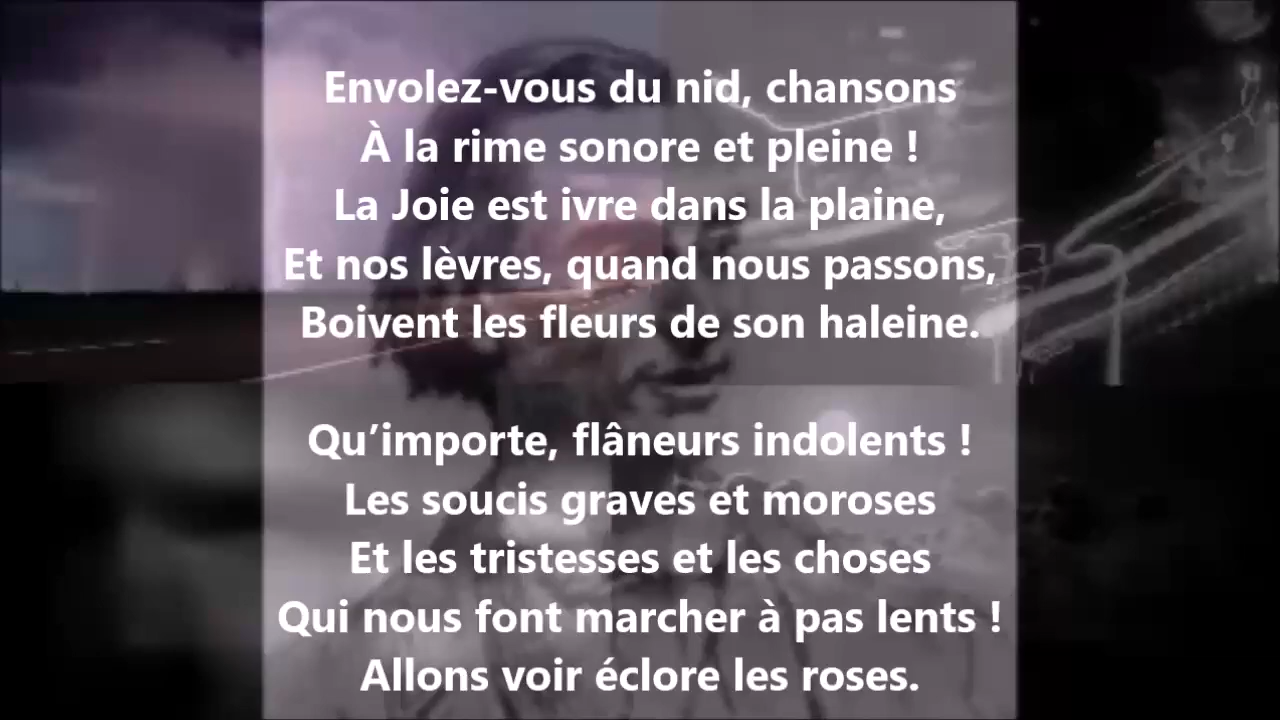 Envolez-vous du nid, chansons
À la rime sonore et pleine !
La Joie est ivre dans la plaine,
Et nos lèvres, quand nous passons,
Boivent les fleurs de son haleine.
Qu’importe, flâneurs indolents !
Les soucis graves et moroses
Et les tristesses et les choses
Qui nous font marcher à pas lents !
Allons voir éclore les roses.